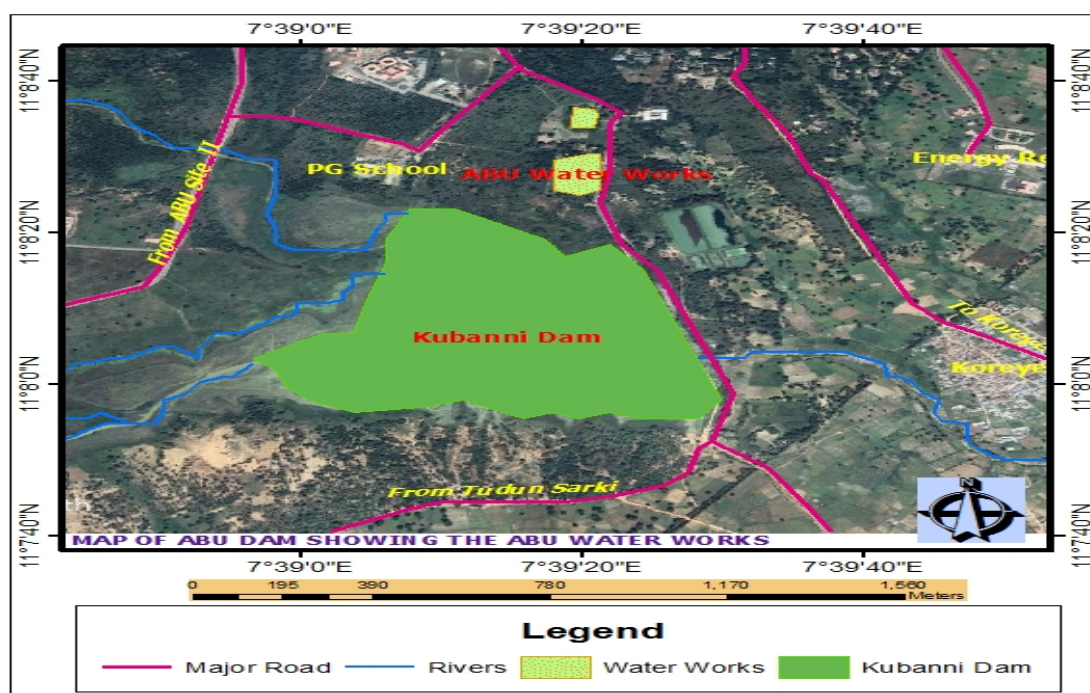 7°39'0"E 7°39'20"E 7°39'40"E
11°8'40"N 11°8'40"N
From ABU Site II
PG School
ABU Water Works
Energy Re
11°8'20"N 11°8'20"N
Kubanni Dam
To Koreye
Koreye
11°8'0"N 11°8'0"N
From Tudun Sarki
N
11°7'40"N 11°7'40"N
MAP OF ABU DAM SHOWING THE ABU WATER WORKS
7°39'0"E 7°39'20"E 7°39'40"E
0 195 390 780 1,170 1,560
Meters
Legend
Major Road Rivers Water Works Kubanni Dam